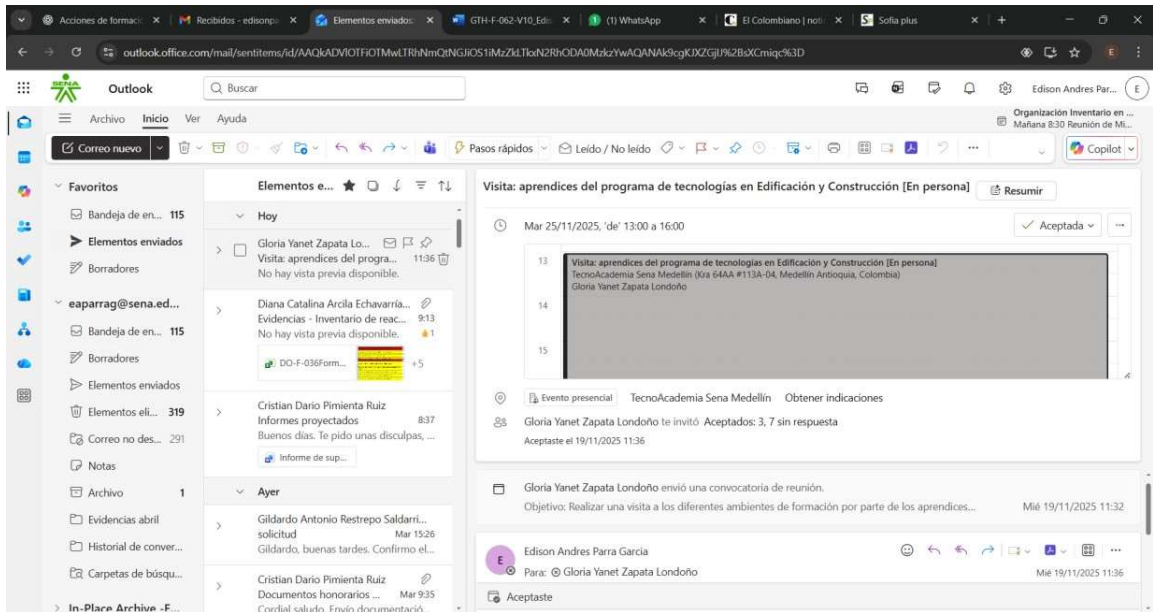 Acciones de formació
Recibidos - edisonpa
Elementos enviados:
GTH-F-062-V10_Edis
(1) WhatsApp
El Colombiano | noti
Sofia plus
outlook.office.com/mail/sentitems/id/
SENA
Outlook
Buscar
Edison Andres Par...
E
Archivo Inicio Ver Ayuda
Organización Inventario en ...
Mañana 8:30 Reunión de Mi...
Correo nuevo
Pasos rápidos
Leído / No leído
Copilot
Favoritos
Bandeja de en... 115
Elementos enviados
Borradores
eaparrag@sena.ed...
Bandeja de en... 115
Borradores
Elementos enviados
Elementos eli... 319
Correo no des... 291
Notas
Archivo 1
Evidencias abril
Historial de conver...
Carpetas de búsqu...
In-Place Archive -E...
Elementos e...
Hoy
Gloria Yanet Zapata Lo...
Visita: aprendices del progra... 11:36
No hay vista previa disponible.
Diana Catalina Arcila Echavarría...
Evidencias - Inventario de reac... 9:13
No hay vista previa disponible. 1
DO-F-036Form... +5
Cristian Dario Pimienta Ruiz
Informes proyectados 8:37
Buenos días. Te pido unas disculpas, ...
Informe de sup...
Ayer
Gildardo Antonio Restrepo Saldarri...
solicitud Mar 15:26
Gildardo, buenas tardes. Confirmo el...
Cristian Dario Pimienta Ruiz
Documentos honorarios ... Mar 9:35
Cordial saludo. Envío documentació...
Visita: aprendices del programa de tecnologías en Edificación y Construcción [En persona]
Resumir
Mar 25/11/2025, 'de' 13:00 a 16:00
Aceptada
13
Visita: aprendices del programa de tecnologías en Edificación y Construcción [En persona]
TecnoAcademia Sena Medellín (Kra 64AA #113A-04, Medellín Antioquia, Colombia)
Gloria Yanet Zapata Londoño
14
15
Evento presencial TecnoAcademia Sena Medellín Obtener indicaciones
Gloria Yanet Zapata Londoño te invitó Aceptados: 3, 7 sin respuesta
Aceptaste el 19/11/2025 11:36
Gloria Yanet Zapata Londoño envió una convocatoria de reunión.
Objetivo: Realizar una visita a los diferentes ambientes de formación por parte de los aprendices... Mié 19/11/2025 11:32
E
Edison Andres Parra Garcia
Para: Gloria Yanet Zapata Londoño
Mié 19/11/2025 11:36
Aceptaste